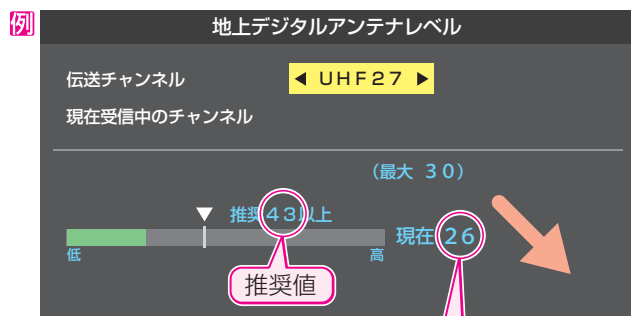 例
地上デジタルアンテナレベル
伝送チャンネル
◀ UHF27 ▶
現在受信中のチャンネル
(最大 30)
推奨43以上
現在 26
低
高
推奨値